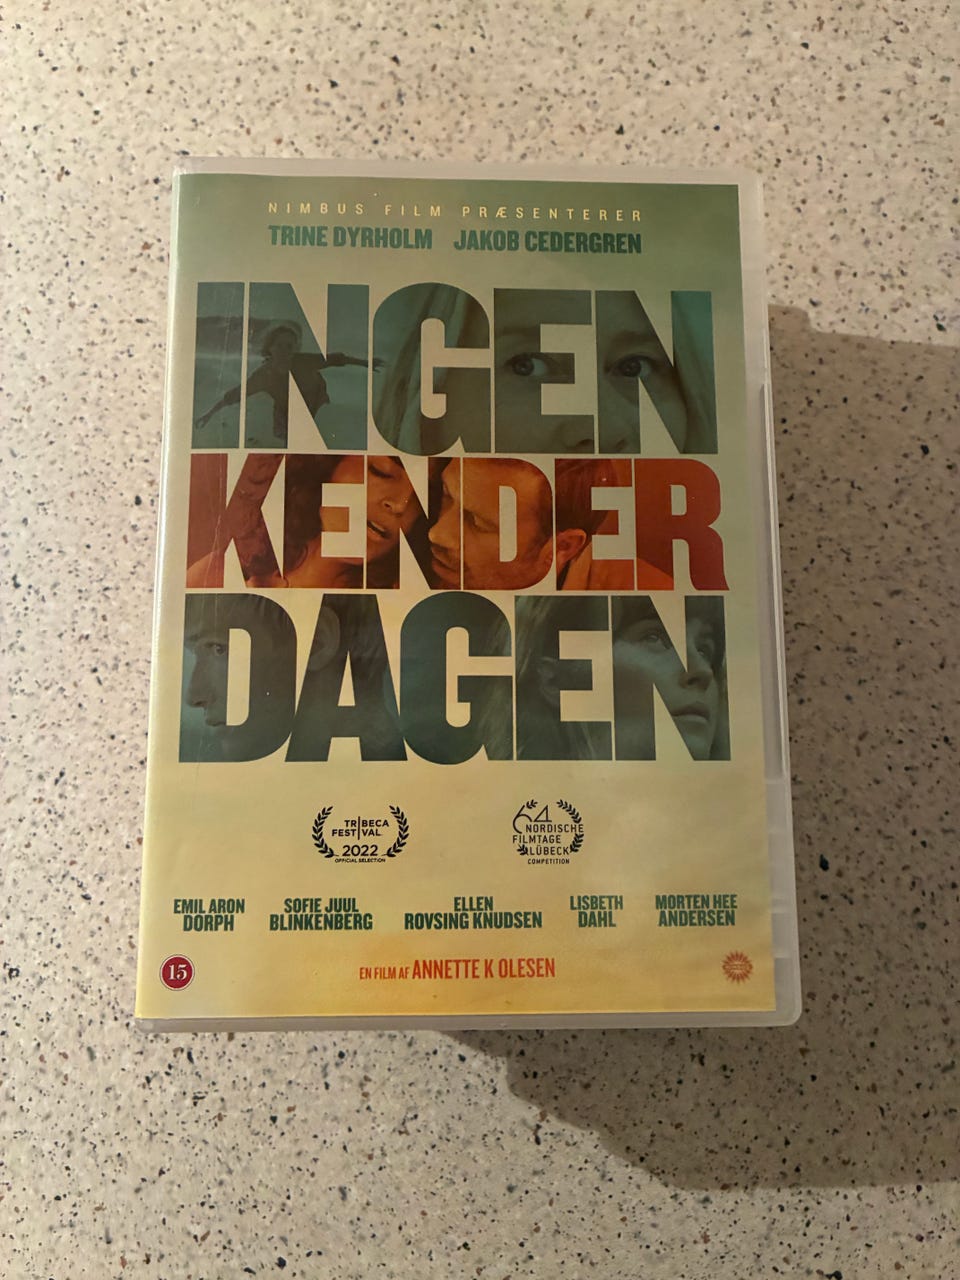 NIMBUS FILM PRÆSENTERER
TRINE DYRHOLM JAKOB CEDERGREN
INGEN
KENDER
DAGEN
TRIBECA
FESTIVAL
2022
OFFICIAL SELECTION
64
NORDISCHE
FILMTAGE
LÜBECK
COMPETITION
EMIL ARON
DORPH
SOFIE JUUL
BLINKENBERG
ELLEN
ROVSING KNUDSEN
LISBETH
DAHL
MORTEN HEE
ANDERSEN
15
EN FILM AF ANNETTE K OLESEN